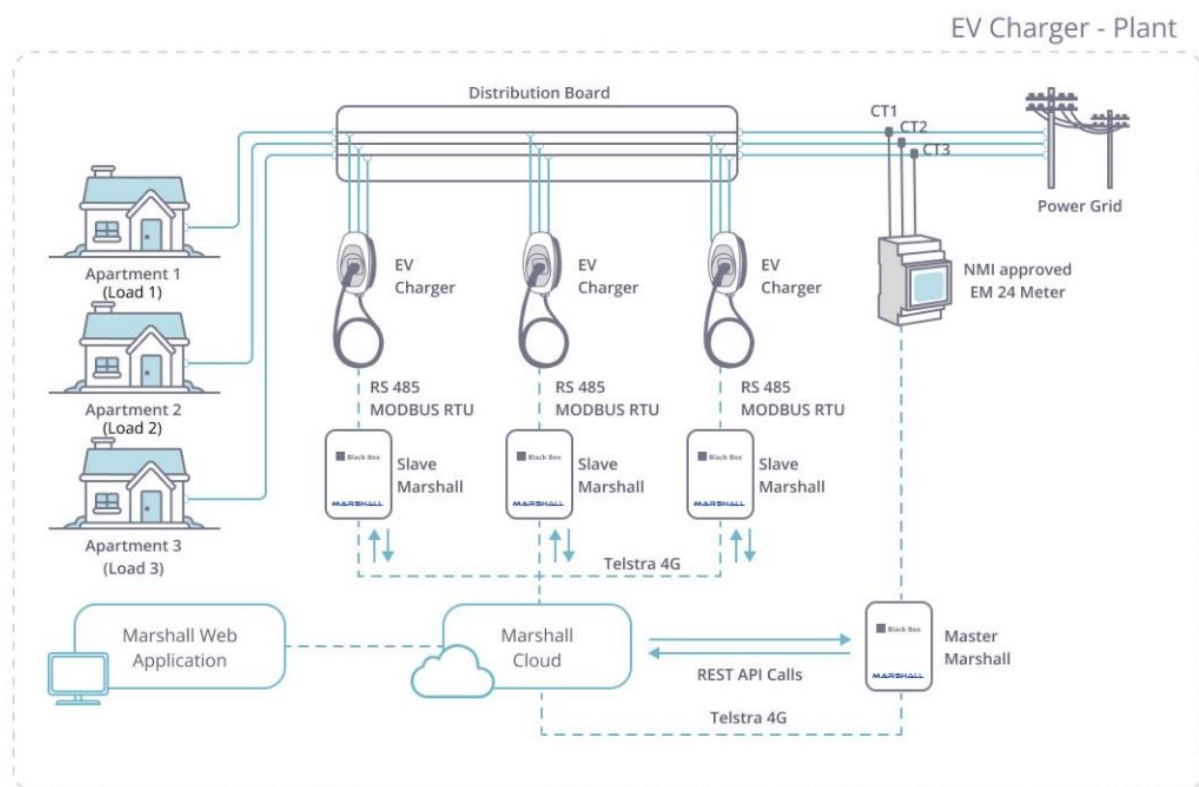 EV Charger - Plant
Distribution Board
CT1
CT2
CT3
Power Grid
Apartment 1
(Load 1)
EV
Charger
EV
Charger
EV
Charger
NMI approved
EM 24 Meter
Apartment 2
(Load 2)
RS 485
MODBUS RTU
RS 485
MODBUS RTU
RS 485
MODBUS RTU
Apartment 3
(Load 3)
Black Box
MARSHALL
Slave
Marshall
Black Box
MARSHALL
Slave
Marshall
Black Box
MARSHALL
Slave
Marshall
Telstra 4G
Marshall Web
Application
Marshall
Cloud
REST API Calls
Black Box
MARSHALL
Master
Marshall
Telstra 4G